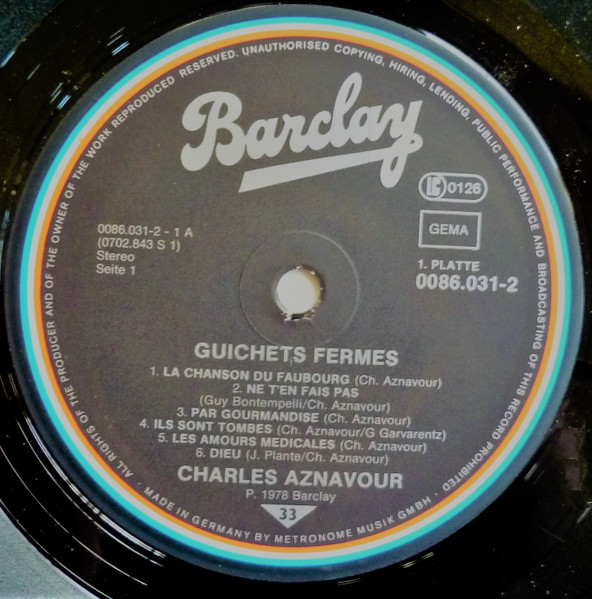 ALL RIGHTS OF THE PRODUCER AND OF THE OWNER OF THE WORK REPRODUCED RESERVED. UNAUTHORISED COPYING, HIRING, LENDING, PUBLIC PERFORMANCE AND BROADCASTING OF THIS RECORD PROHIBITED
Barclay
LC 0126
GEMA
0086.031-2 - 1 A
(0702.843 S 1)
Stereo
Seite 1
1. PLATTE
0086.031-2
GUICHETS FERMES
1. LA CHANSON DU FAUBOURG (Ch. Aznavour)
2. NE T'EN FAIS PAS
(Guy Bontempelli/Ch. Aznavour)
3. PAR GOURMANDISE (Ch. Aznavour)
4. ILS SONT TOMBES (Ch. Aznavour/G Garvarentz)
5. LES AMOURS MEDICALES (Ch. Aznavour)
6. DIEU (J. Plante/Ch. Aznavour)
CHARLES AZNAVOUR
P. 1978 Barclay
33
· MADE IN GERMANY BY METRONOME MUSIK GMBH ·